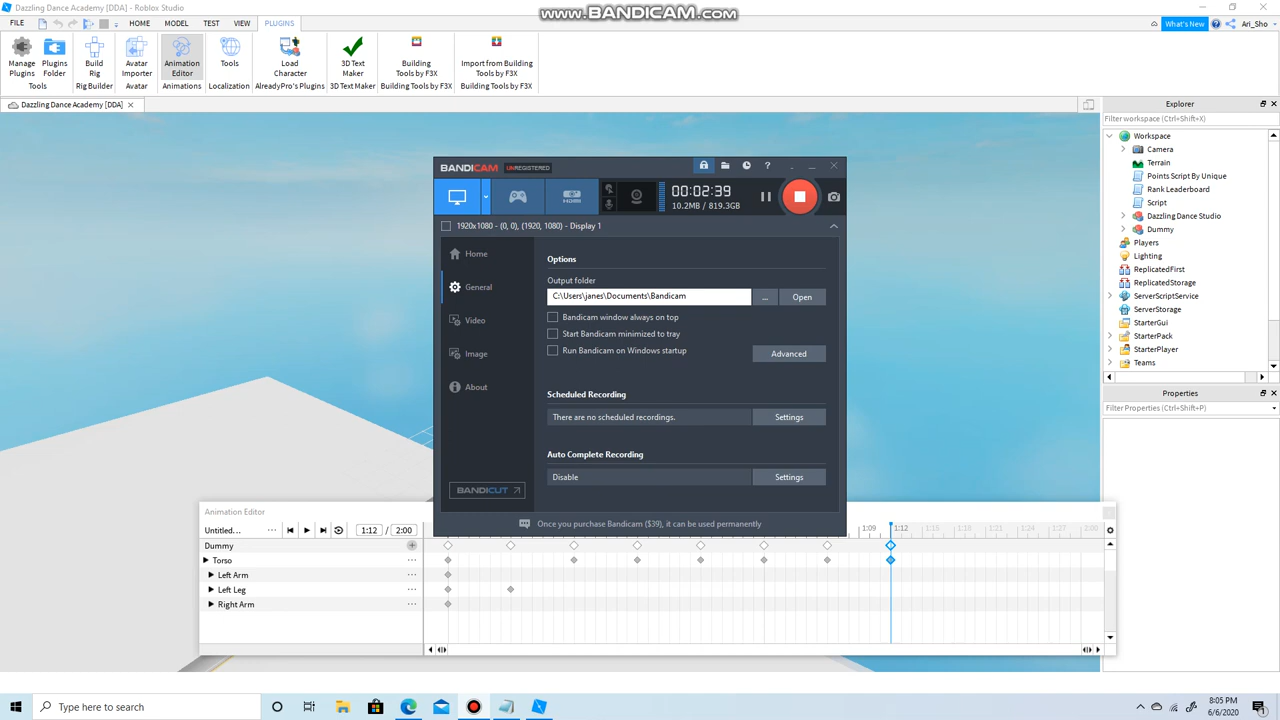 Dazzling Dance Academy [DDA] - Roblox Studio
www.BANDICAM.com
FILE HOME MODEL TEST VIEW PLUGINS What's New Ari_Sho
Manage Plugins
Plugins Folder
Build Rig
Avatar Importer
Animation Editor
Tools
Load Character
3D Text Maker
Building Tools by F3X
Import from Building Tools by F3X
Tools Rig Builder Avatar Animations Localization AlreadyPro's Plugins 3D Text Maker Building Tools by F3X Building Tools by F3X
Dazzling Dance Academy [DDA]
Explorer
Filter workspace (Ctrl+Shift+X)
Workspace
Camera
Terrain
Points Script By Unique
Rank Leaderboard
Script
Dazzling Dance Studio
Dummy
Players
Lighting
ReplicatedFirst
ReplicatedStorage
ServerScriptService
ServerStorage
StarterGui
StarterPack
StarterPlayer
Teams
Properties
Filter Properties (Ctrl+Shift+P)
BANDICAM UNREGISTERED
HDMI
00:02:39
10.2MB / 819.3GB
1920x1080 - (0, 0), (1920, 1080) - Display 1
Home
General
Video
Image
About
BANDICUT
Options
Output folder
C:\Users\janes\Documents\Bandicam ... Open
Bandicam window always on top
Start Bandicam minimized to tray
Run Bandicam on Windows startup
Advanced
Scheduled Recording
There are no scheduled recordings. Settings
Auto Complete Recording
Disable Settings
Once you purchase Bandicam ($39), it can be used permanently
Animation Editor
Untitled... 1:12 / 2:00 1:09 1:12 1:15 1:18 1:21 1:24 1:27 2:00
Dummy
Torso
Left Arm
Left Leg
Right Arm
Type here to search
8:05 PM
6/6/2020